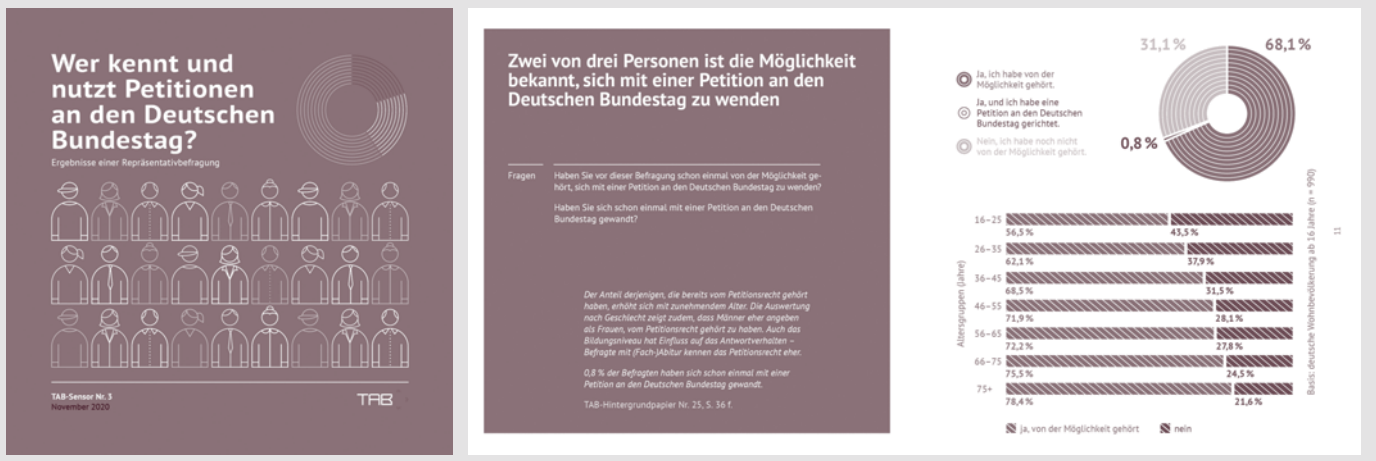 Wer kennt und
nutzt Petitionen
an den Deutschen
Bundestag?
Ergebnisse einer Repräsentativbefragung
TAB-Sensor Nr. 3
November 2020
TAB
Zwei von drei Personen ist die Möglichkeit
bekannt, sich mit einer Petition an den
Deutschen Bundestag zu wenden
Fragen
Haben Sie vor dieser Befragung schon einmal von der Möglichkeit ge-
hört, sich mit einer Petition an den Deutschen Bundestag zu wenden?
Haben Sie sich schon einmal mit einer Petition an den Deutschen
Bundestag gewandt?
Der Anteil derjenigen, die bereits vom Petitionsrecht gehört
haben, erhöht sich mit zunehmendem Alter. Die Auswertung
nach Geschlecht zeigt zudem, dass Männer eher angeben
als Frauen, vom Petitionsrecht gehört zu haben. Auch das
Bildungsniveau hat Einfluss auf das Antwortverhalten –
Befragte mit (Fach-)Abitur kennen das Petitionsrecht eher.
0,8 % der Befragten haben sich schon einmal mit einer
Petition an den Deutschen Bundestag gewandt.
TAB-Hintergrundpapier Nr. 25, S. 36 f.
31,1 %
68,1 %
0,8 %
Ja, ich habe von der
Möglichkeit gehört.
Ja, und ich habe eine
Petition an den Deutschen
Bundestag gerichtet.
Nein, ich habe noch nicht
von der Möglichkeit gehört.
Altersgruppen (Jahre)
16–25
56,5 %
43,5 %
26–35
62,1 %
37,9 %
36–45
68,5 %
31,5 %
46–55
71,9 %
28,1 %
56–65
72,2 %
27,8 %
66–75
75,5 %
24,5 %
75+
78,4 %
21,6 %
ja, von der Möglichkeit gehört
nein
Basis: deutsche Wohnbevölkerung ab 16 Jahre (n = 990)
11